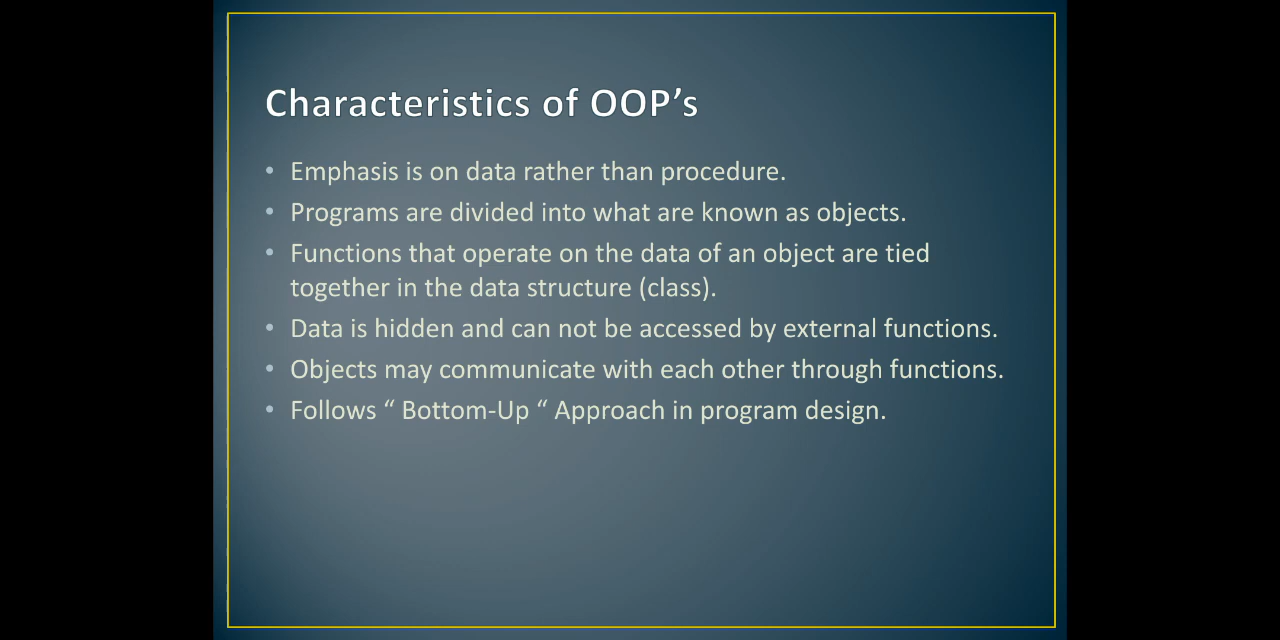 Characteristics of OOP’s
• Emphasis is on data rather than procedure.
• Programs are divided into what are known as objects.
• Functions that operate on the data of an object are tied
together in the data structure (class).
• Data is hidden and can not be accessed by external functions.
• Objects may communicate with each other through functions.
• Follows “ Bottom-Up “ Approach in program design.